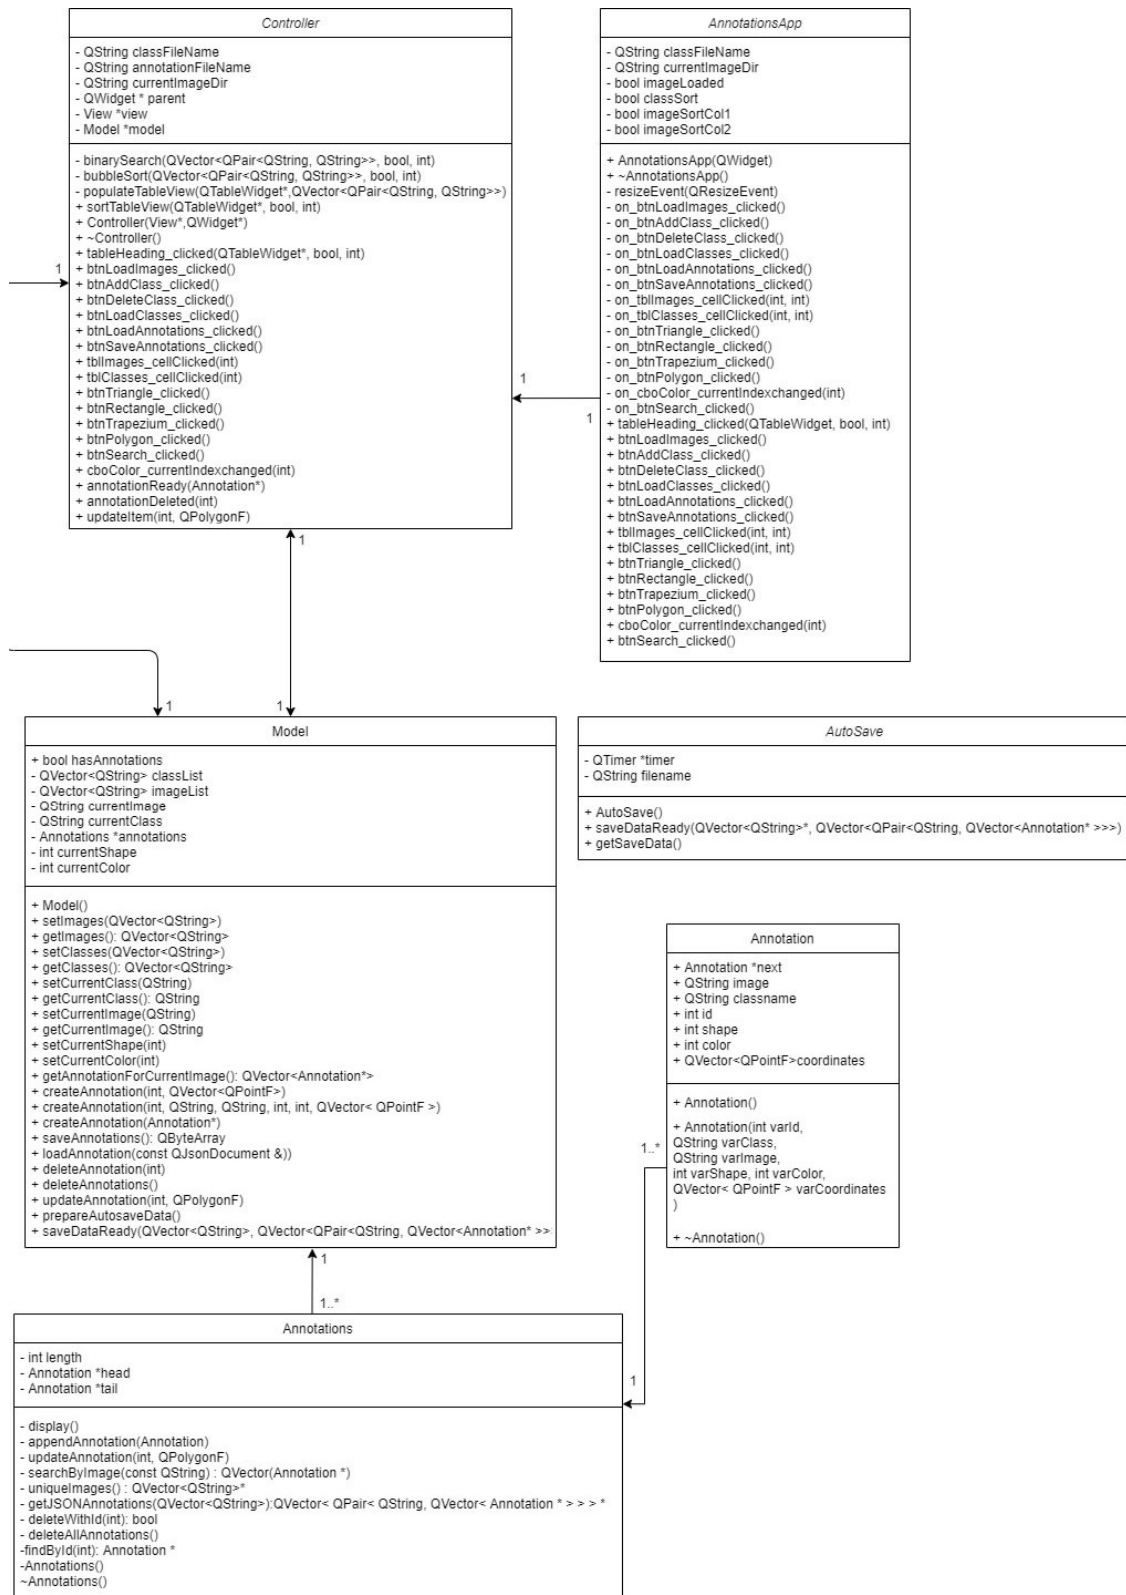 Controller
- QString classFileName
- QString annotationFileName
- QString currentImageDir
- QWidget * parent
- View *view
- Model *model
- binarySearch(QVector<QPair<QString, QString>>, bool, int)
- bubbleSort(QVector<QPair<QString, QString>>, bool, int)
- populateTableView(QTableWidget*,QVector<QPair<QString, QString>>)
+ sortTableView(QTableWidget*, bool, int)
+ Controller(View*,QWidget*)
+ ~Controller()
+ tableHeading_clicked(QTableWidget*, bool, int)
+ btnLoadImages_clicked()
+ btnAddClass_clicked()
+ btnDeleteClass_clicked()
+ btnLoadClasses_clicked()
+ btnLoadAnnotations_clicked()
+ btnSaveAnnotations_clicked()
+ tblImages_cellClicked(int)
+ tblClasses_cellClicked(int)
+ btnTriangle_clicked()
+ btnRectangle_clicked()
+ btnTrapezium_clicked()
+ btnPolygon_clicked()
+ btnSearch_clicked()
+ cboColor_currentIndexchanged(int)
+ annotationReady(Annotation*)
+ annotationDeleted(int)
+ updateItem(int, QPolygonF)
1
1
1
AnnotationsApp
- QString classFileName
- QString currentImageDir
- bool imageLoaded
- bool classSort
- bool imageSortCol1
- bool imageSortCol2
+ AnnotationsApp(QWidget)
+ ~AnnotationsApp()
- resizeEvent(QResizeEvent)
- on_btnLoadImages_clicked()
- on_btnAddClass_clicked()
- on_btnDeleteClass_clicked()
- on_btnLoadClasses_clicked()
- on_btnLoadAnnotations_clicked()
- on_btnSaveAnnotations_clicked()
- on_tblImages_cellClicked(int, int)
- on_tblClasses_cellClicked(int, int)
- on_btnTriangle_clicked()
- on_btnRectangle_clicked()
- on_btnTrapezium_clicked()
- on_btnPolygon_clicked()
- on_cboColor_currentIndexchanged(int)
- on_btnSearch_clicked()
+ tableHeading_clicked(QTableWidget, bool, int)
+ btnLoadImages_clicked()
+ btnAddClass_clicked()
+ btnDeleteClass_clicked()
+ btnLoadClasses_clicked()
+ btnLoadAnnotations_clicked()
+ btnSaveAnnotations_clicked()
+ tblImages_cellClicked(int, int)
+ tblClasses_cellClicked(int, int)
+ btnTriangle_clicked()
+ btnRectangle_clicked()
+ btnTrapezium_clicked()
+ btnPolygon_clicked()
+ cboColor_currentIndexchanged(int)
+ btnSearch_clicked()
1
1
1
Model
+ bool hasAnnotations
- QVector<QString> classList
- QVector<QString> imageList
- QString currentImage
- QString currentClass
- Annotations *annotations
- int currentShape
- int currentColor
+ Model()
+ setImages(QVector<QString>)
+ getImages(): QVector<QString>
+ setClasses(QVector<QString>)
+ getClasses(): QVector<QString>
+ setCurrentClass(QString)
+ getCurrentClass(): QString
+ setCurrentImage(QString)
+ getCurrentImage(): QString
+ setCurrentShape(int)
+ setCurrentColor(int)
+ getAnnotationForCurrentImage(): QVector<Annotation*>
+ createAnnotation(int, QVector<QPointF>)
+ createAnnotation(int, QString, QString, int, int, QVector< QPointF >)
+ createAnnotation(Annotation*)
+ saveAnnotations(): QByteArray
+ loadAnnotation(const QJsonDocument &))
+ deleteAnnotation(int)
+ deleteAnnotations()
+ updateAnnotation(int, QPolygonF)
+ prepareAutosaveData()
+ saveDataReady(QVector<QString>, QVector<QPair<QString, QVector<Annotation* >>
AutoSave
- QTimer *timer
- QString filename
+ AutoSave()
+ saveDataReady(QVector<QString>*, QVector<QPair<QString, QVector<Annotation* >>>)
+ getSaveData()
Annotation
+ Annotation *next
+ QString image
+ QString classname
+ int id
+ int shape
+ int color
+ QVector<QPointF>coordinates
+ Annotation()
+ Annotation(int varId,
QString varClass,
QString varImage,
int varShape, int varColor,
QVector< QPointF > varCoordinates
)
+ ~Annotation()
1..*
1
1
1..*
Annotations
- int length
- Annotation *head
- Annotation *tail
- display()
- appendAnnotation(Annotation)
- updateAnnotation(int, QPolygonF)
- searchByImage(const QString) : QVector(Annotation *)
- uniqueImages() : QVector<QString>*
- getJSONAnnotations(QVector<QString>):QVector< QPair< QString, QVector< Annotation * > > > *
- deleteWithId(int): bool
- deleteAllAnnotations()
-findById(int): Annotation *
-Annotations()
~Annotations()